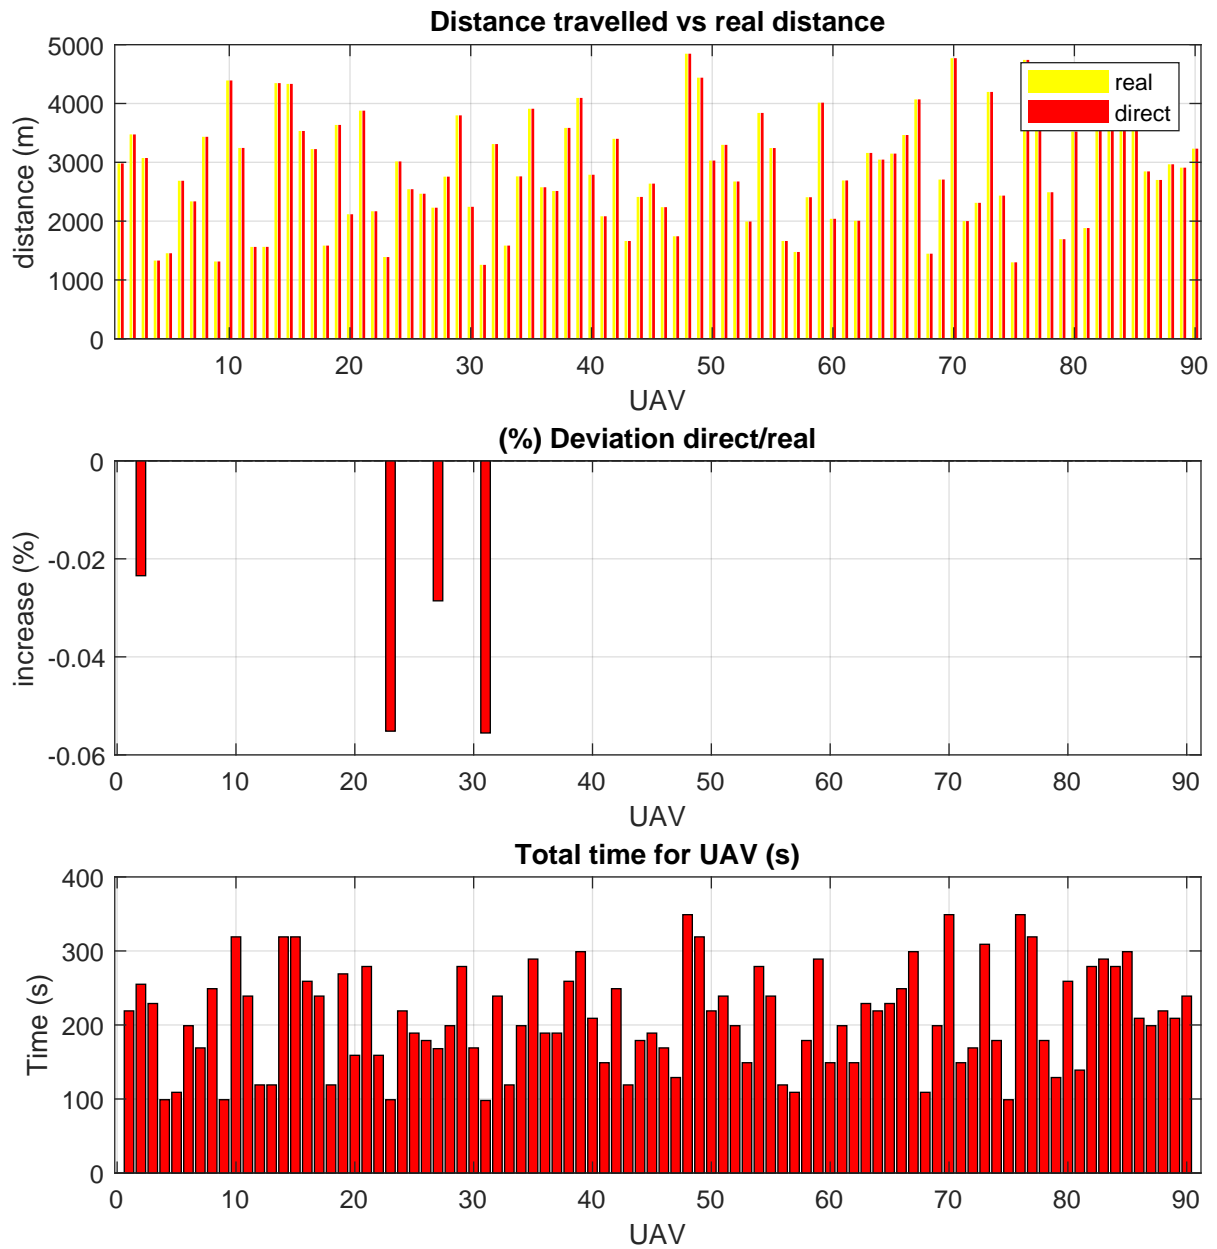 Distance travelled vs real distance
5000
4000
3000
2000
1000
0
distance (m)
real
direct
10 20 30 40 50 60 70 80 90
UAV
(%) Deviation direct/real
0
-0.02
-0.04
-0.06
increase (%)
0 10 20 30 40 50 60 70 80 90
UAV
Total time for UAV (s)
400
300
200
100
0
Time (s)
0 10 20 30 40 50 60 70 80 90
UAV